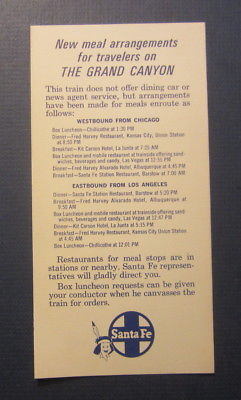 New meal arrangements
for travelers on
THE GRAND CANYON
This train does not offer dining car or
news agent service, but arrangements
have been made for meals enroute as
follows:
WESTBOUND FROM CHICAGO
Box Luncheon—Chillicothe at 1:30 PM
Dinner—Fred Harvey Restaurant, Kansas City, Union Station
at 8:50 PM
Breakfast—Kit Carson Hotel, La Junta at 7:25 AM
Box Luncheon and mobile restaurant at trainside offering sand-
wiches, beverages and candy, Las Vegas at 12:31 PM
Dinner—Fred Harvey Alvarado Hotel, Albuquerque at 4:45 PM
Breakfast—Santa Fe Station Restaurant, Barstow at 7:00 AM
EASTBOUND FROM LOS ANGELES
Dinner—Santa Fe Station Restaurant, Barstow at 5:20 PM
Breakfast—Fred Harvey Alvarado Hotel, Albuquerque at
9:50 AM
Box Luncheon and mobile restaurant at trainside offering sand-
wiches, beverages and candy, Las Vegas at 12:47 PM
Dinner—Kit Carson Hotel, La Junta at 5:15 PM
Breakfast—Fred Harvey Restaurant, Kansas City Union Station
at 4:45 AM
Box Luncheon—Chillicothe at 12:01 PM
Restaurants for meal stops are in
stations or nearby. Santa Fe represen-
tatives will gladly direct you.
Box luncheon requests can be given
your conductor when he canvasses the
train for orders.
Santa Fe